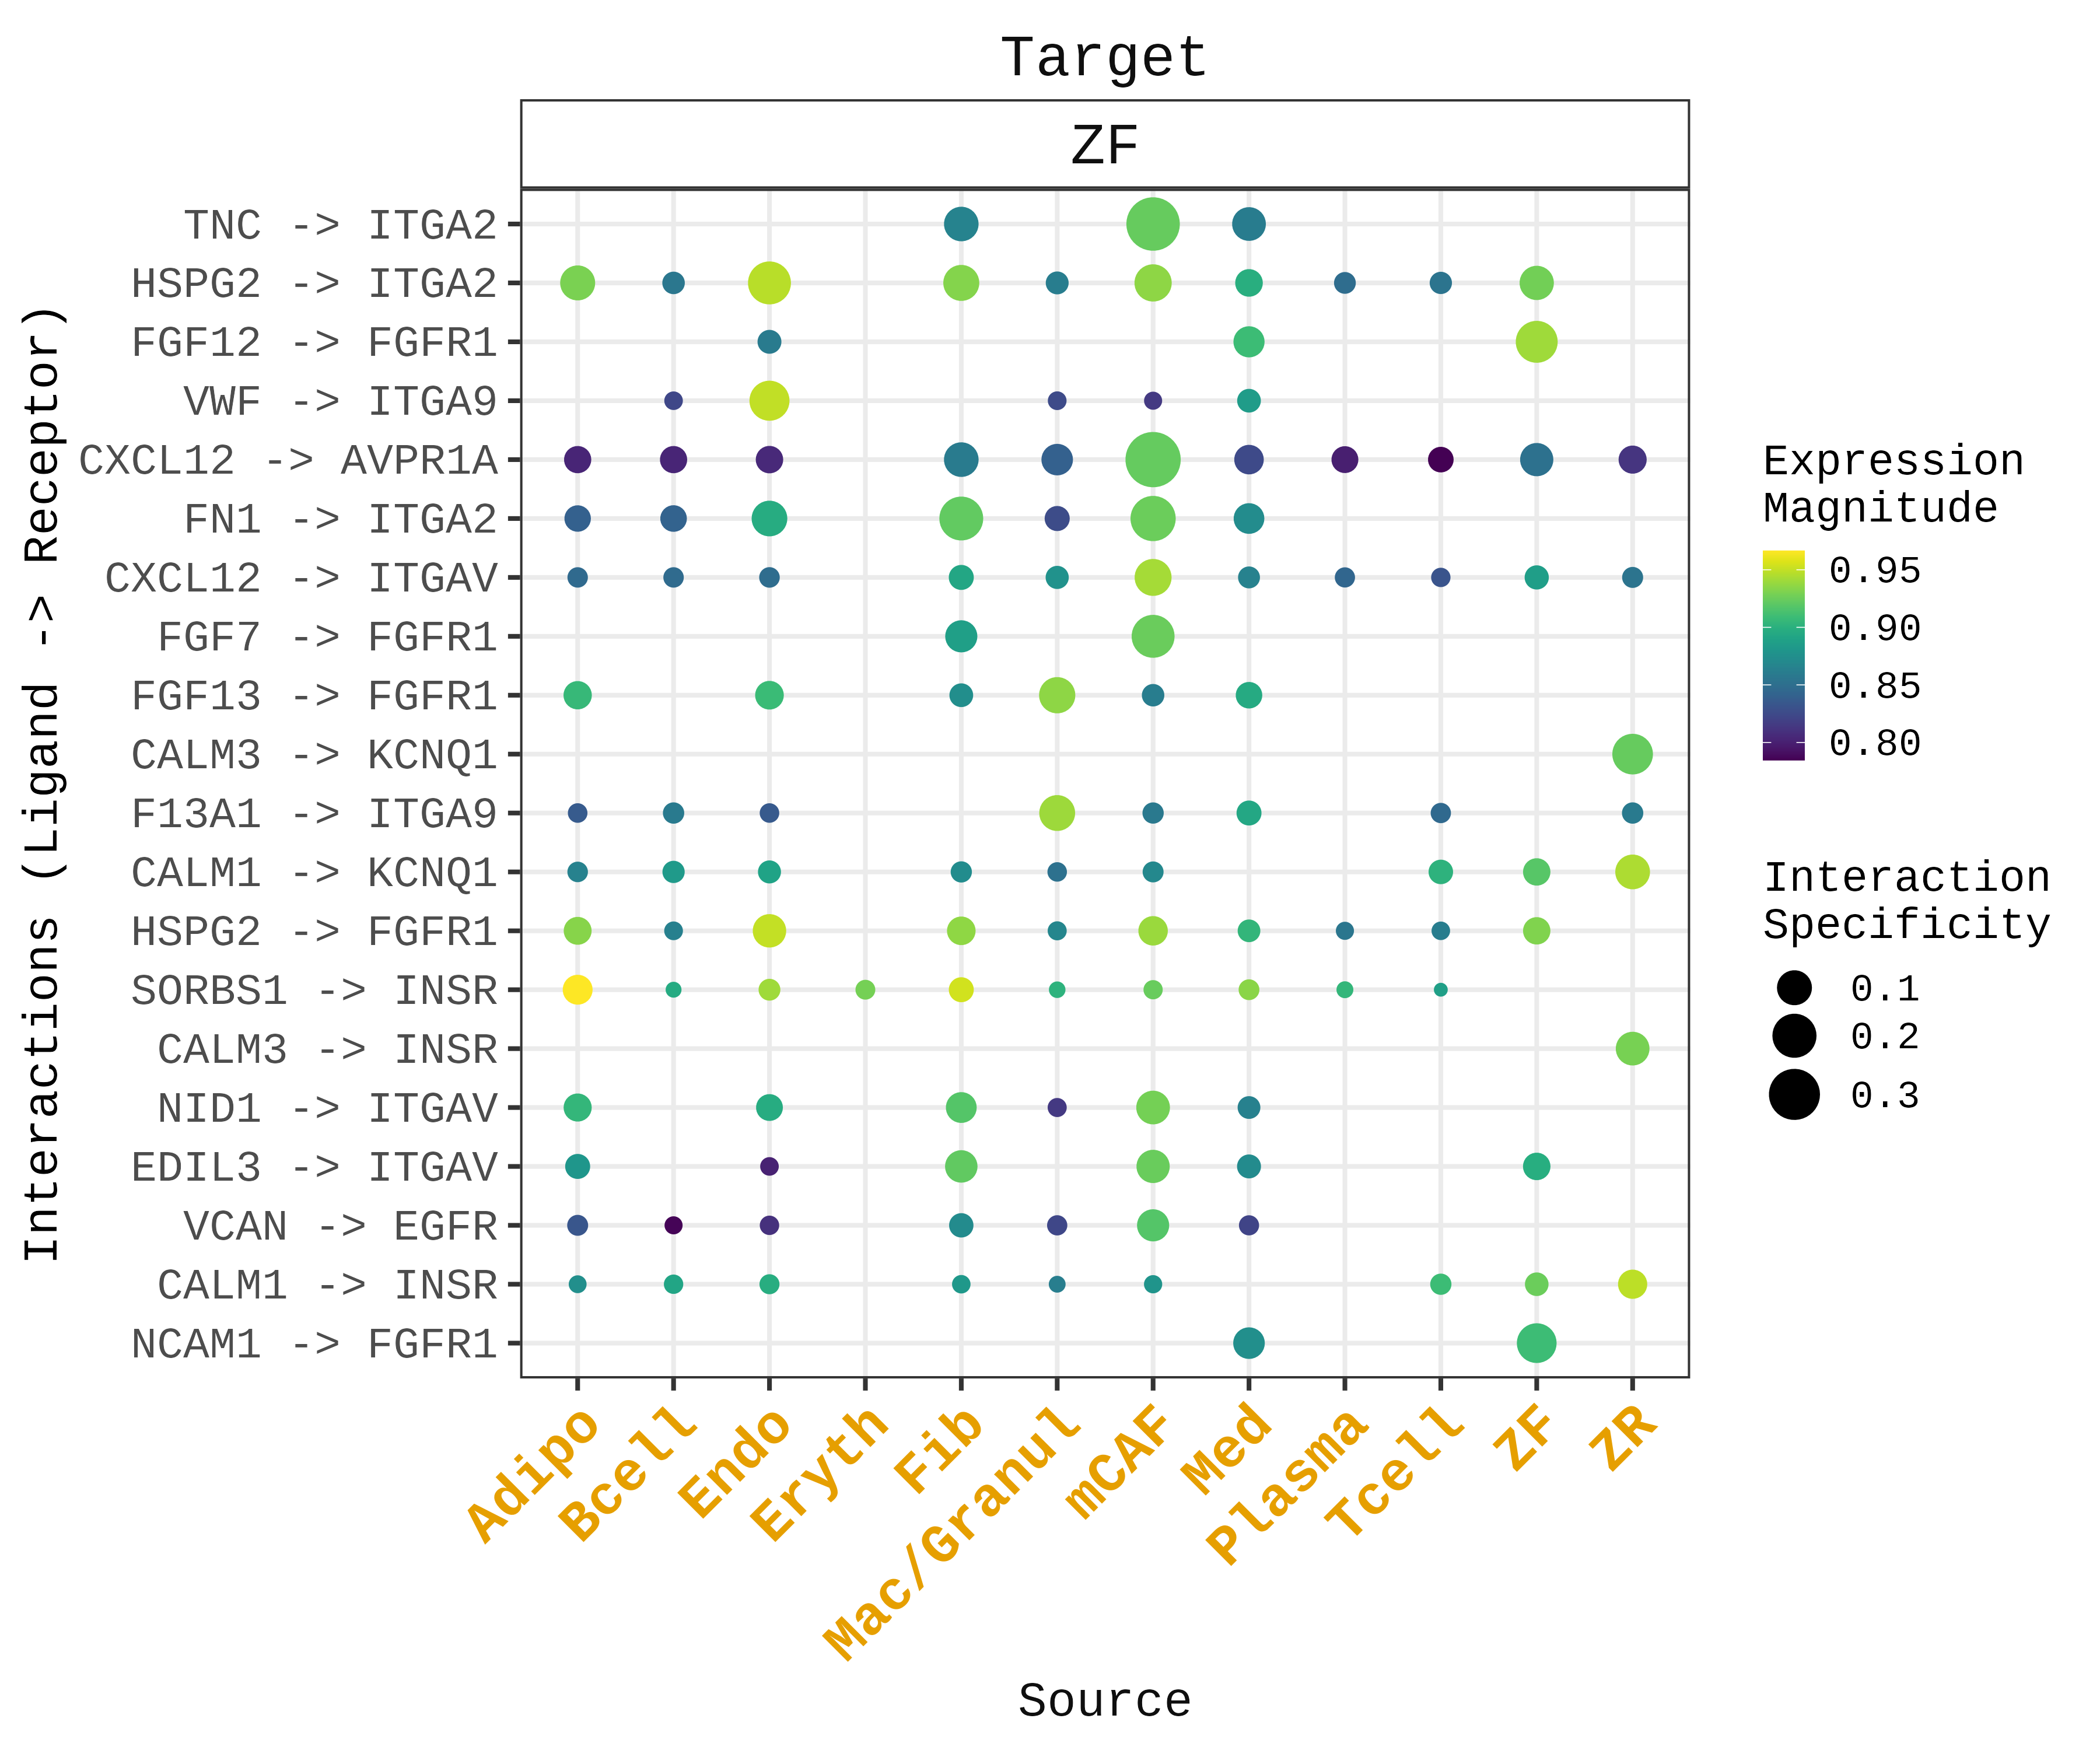 Target
ZF
Interactions (Ligand -> Receptor)
TNC -> ITGA2
HSPG2 -> ITGA2
FGF12 -> FGFR1
VWF -> ITGA9
CXCL12 -> AVPR1A
FN1 -> ITGA2
CXCL12 -> ITGAV
FGF7 -> FGFR1
FGF13 -> FGFR1
CALM3 -> KCNQ1
F13A1 -> ITGA9
CALM1 -> KCNQ1
HSPG2 -> FGFR1
SORBS1 -> INSR
CALM3 -> INSR
NID1 -> ITGAV
EDIL3 -> ITGAV
VCAN -> EGFR
CALM1 -> INSR
NCAM1 -> FGFR1
Adipo
Bcell
Endo
Eryth
Fib
Mac/Granul
mCAF
Med
Plasma
Tcell
ZF
ZR
Source
Expression
Magnitude
0.95
0.90
0.85
0.80
Interaction
Specificity
0.1
0.2
0.3